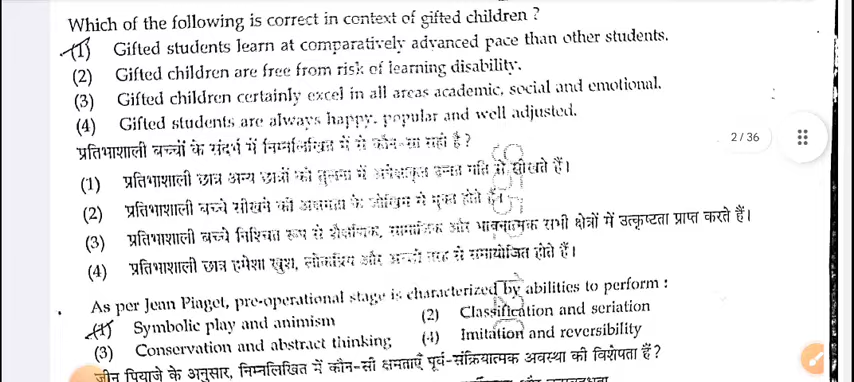 Which of the following is correct in context of gifted children ?
(1) Gifted students learn at comparatively advanced pace than other students.
(2) Gifted children are free from risk of learning disability.
(3) Gifted children certainly excel in all areas academic, social and emotional.
(4) Gifted students are always happy, popular and well adjusted.
2 / 36
प्रतिभाशाली बच्चों के संदर्भ में निम्नलिखित में से कौन-सा सही है ?
(1) प्रतिभाशाली छात्र अन्य छात्रों की तुलना में अपेक्षाकृत उन्नत गति से सीखते हैं।
(2) प्रतिभाशाली बच्चे सीखने की अक्षमता के जोखिम से मुक्त होते हैं।
(3) प्रतिभाशाली बच्चे निश्चित रूप से शैक्षणिक, सामाजिक और भावनात्मक सभी क्षेत्रों में उत्कृष्टता प्राप्त करते हैं।
(4) प्रतिभाशाली छात्र हमेशा खुश, लोकप्रिय और अच्छी तरह से समायोजित होते हैं।
As per Jean Piaget, pre-operational stage is characterized by abilities to perform :
(1) Symbolic play and animism (2) Classification and seriation
(3) Conservation and abstract thinking (4) Imitation and reversibility
जीन पियाजे के अनुसार, निम्नलिखित में कौन-सी क्षमताएँ पूर्व-संक्रियात्मक अवस्था की विशेषता हैं ?